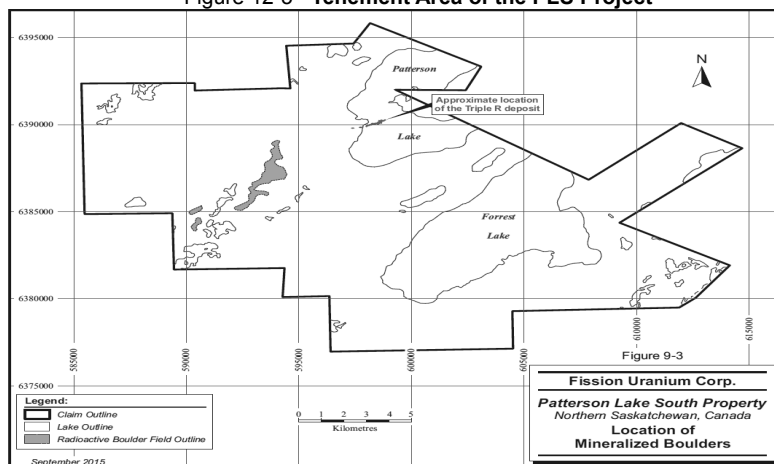 Figure 12-8 Tenement Area of the PLS Project
6395000
6390000
6385000
6380000
6375000
Patterson
Lake
Approximate location
of the Triple R deposit
N
Forrest
Lake
585000
590000
595000
600000
605000
610000
615000
Figure 9-3
Legend:
Claim Outline
Lake Outline
Radioactive Boulder Field Outline
0 1 2 3 4 5
Kilometres
Fission Uranium Corp.
Patterson Lake South Property
Northern Saskatchewan, Canada
Location of
Mineralized Boulders
September 2015